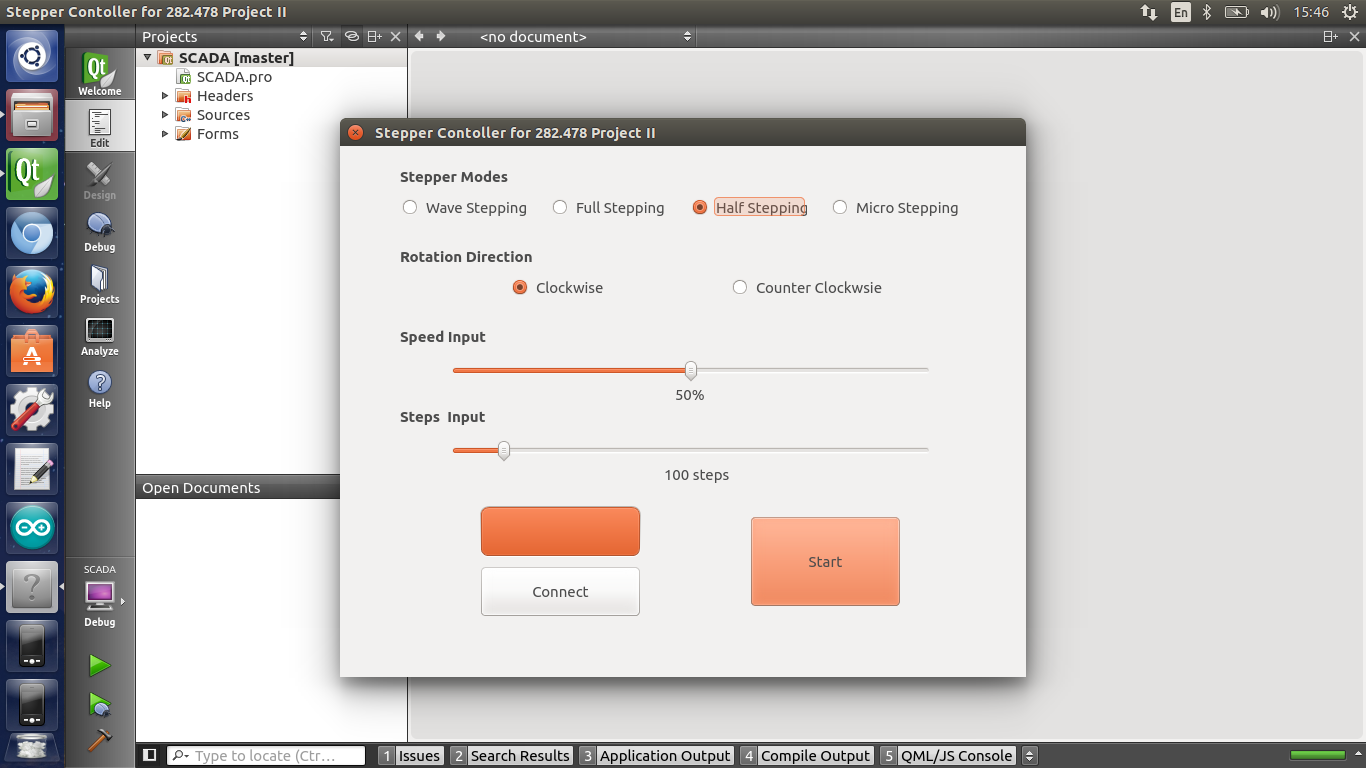 Stepper Contoller for 282.478 Project II
En
15:46
Projects
<no document>
Qt
Welcome
Edit
Design
Debug
Projects
Analyze
Help
SCADA
Debug
SCADA [master]
SCADA.pro
Headers
Sources
Forms
Open Documents
Stepper Contoller for 282.478 Project II
Stepper Modes
Wave Stepping Full Stepping Half Stepping Micro Stepping
Rotation Direction
Clockwise Counter Clockwsie
Speed Input
50%
Steps  Input
100 steps
Start
Connect
Type to locate (Ctr...
1 Issues 2 Search Results 3 Application Output 4 Compile Output 5 QML/JS Console